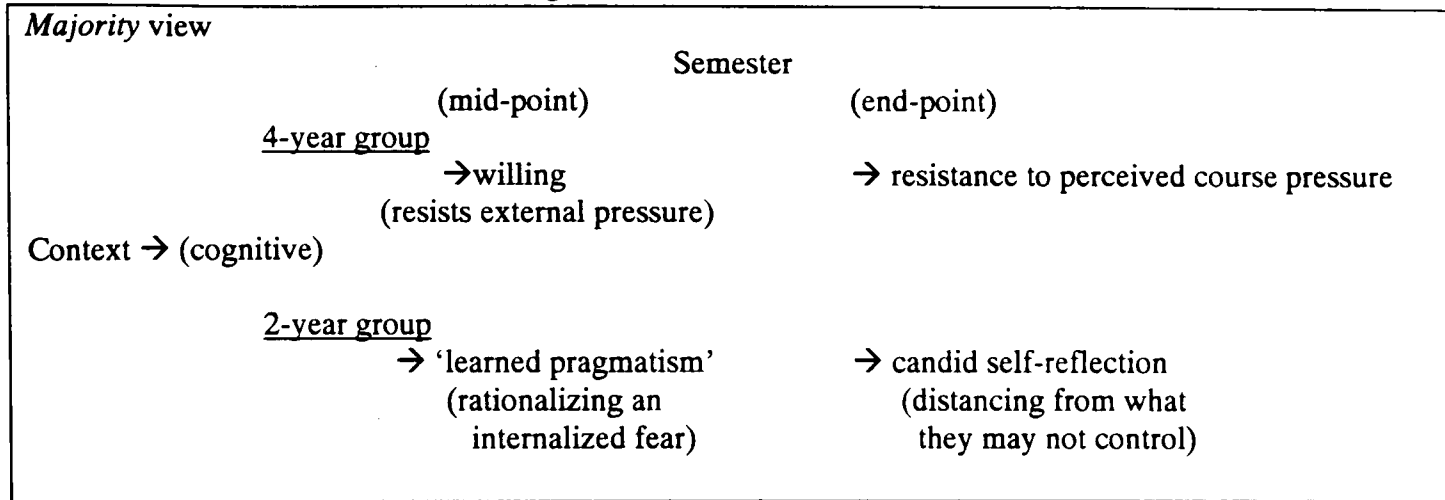 Majority view
Semester
(mid-point) (end-point)
4-year group
→willing → resistance to perceived course pressure
(resists external pressure)
Context → (cognitive)
2-year group
→ ‘learned pragmatism’ → candid self-reflection
(rationalizing an (distancing from what
internalized fear) they may not control)